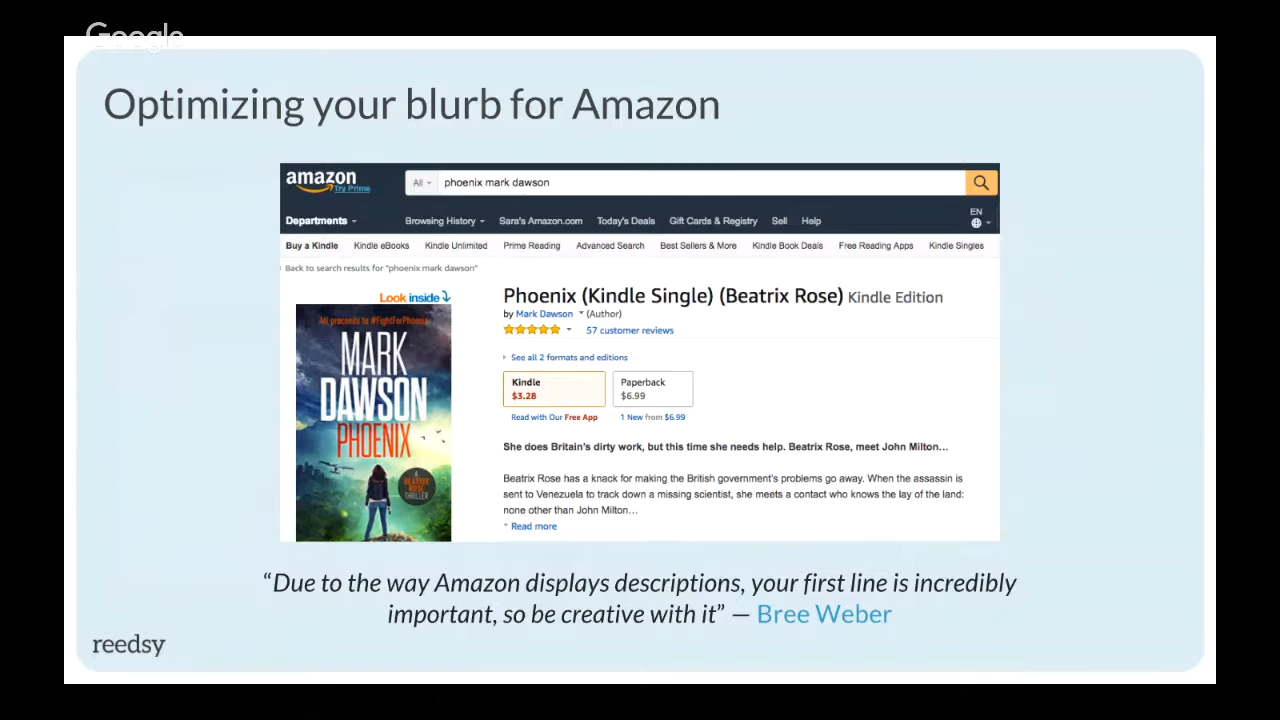 Google
Optimizing your blurb for Amazon
amazon
Try Prime
All
phoenix mark dawson
Departments
Browsing History
Sara's Amazon.com
Today's Deals
Gift Cards & Registry
Sell
Help
EN
Buy a Kindle
Kindle eBooks
Kindle Unlimited
Prime Reading
Advanced Search
Best Sellers & More
Kindle Book Deals
Free Reading Apps
Kindle Singles
Back to search results for "phoenix mark dawson"
Look inside
All proceeds to #FightForPhoenix
MARK
DAWSON
PHOENIX
A
BEATRIX
ROSE
THRILLER
Phoenix (Kindle Single) (Beatrix Rose) Kindle Edition
by Mark Dawson (Author)
57 customer reviews
See all 2 formats and editions
Kindle
$3.28
Paperback
$6.99
Read with Our Free App
1 New from $6.99
She does Britain's dirty work, but this time she needs help. Beatrix Rose, meet John Milton…
Beatrix Rose has a knack for making the British government's problems go away. When the assassin is
sent to Venezuela to track down a missing scientist, she meets a contact who knows the lay of the land:
none other than John Milton…
Read more
“Due to the way Amazon displays descriptions, your first line is incredibly
important, so be creative with it” — Bree Weber
reedsy